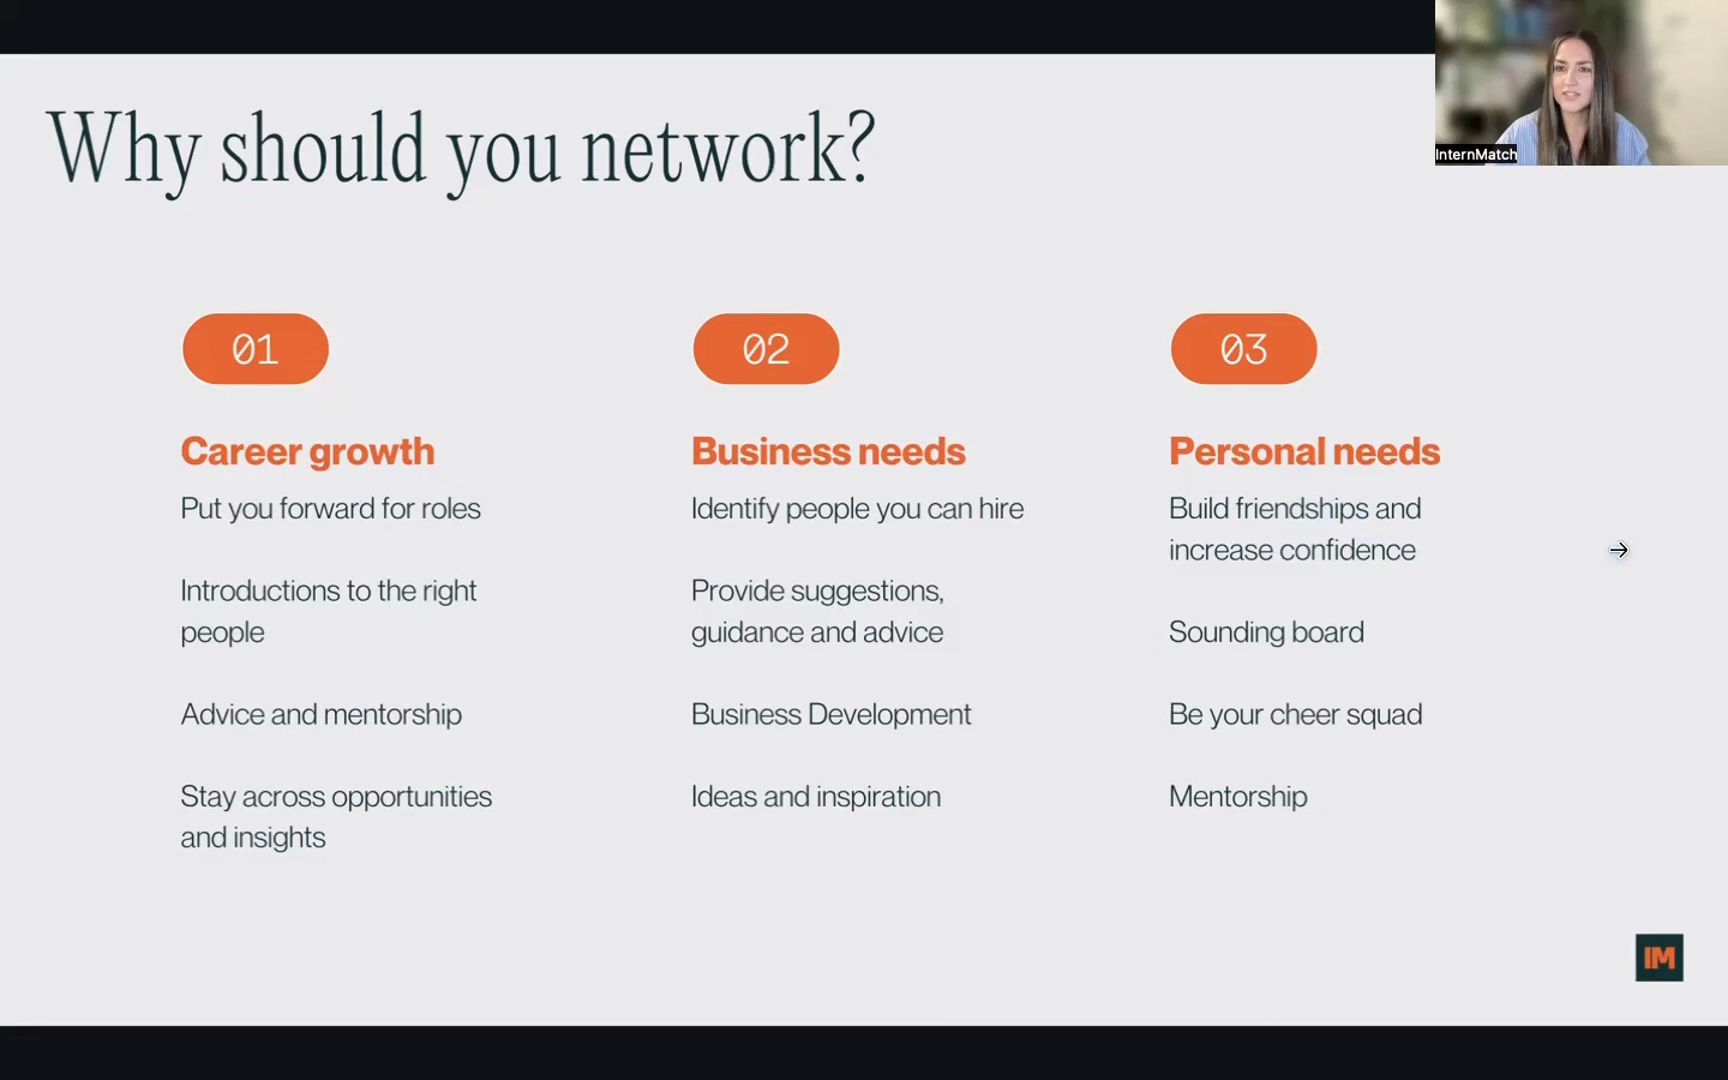 Why should you network?
InternMatch
01
Career growth
Put you forward for roles
Introductions to the right
people
Advice and mentorship
Stay across opportunities
and insights
02
Business needs
Identify people you can hire
Provide suggestions,
guidance and advice
Business Development
Ideas and inspiration
03
Personal needs
Build friendships and
increase confidence
Sounding board
Be your cheer squad
Mentorship
IM